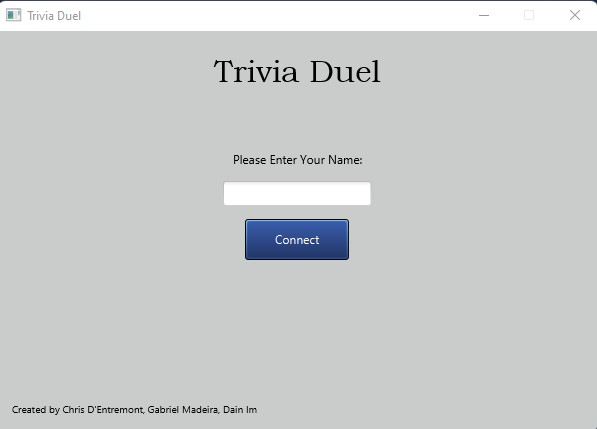 Trivia Duel
Trivia Duel
Please Enter Your Name:
Connect
Created by Chris D'Entremont, Gabriel Madeira, Dain Im